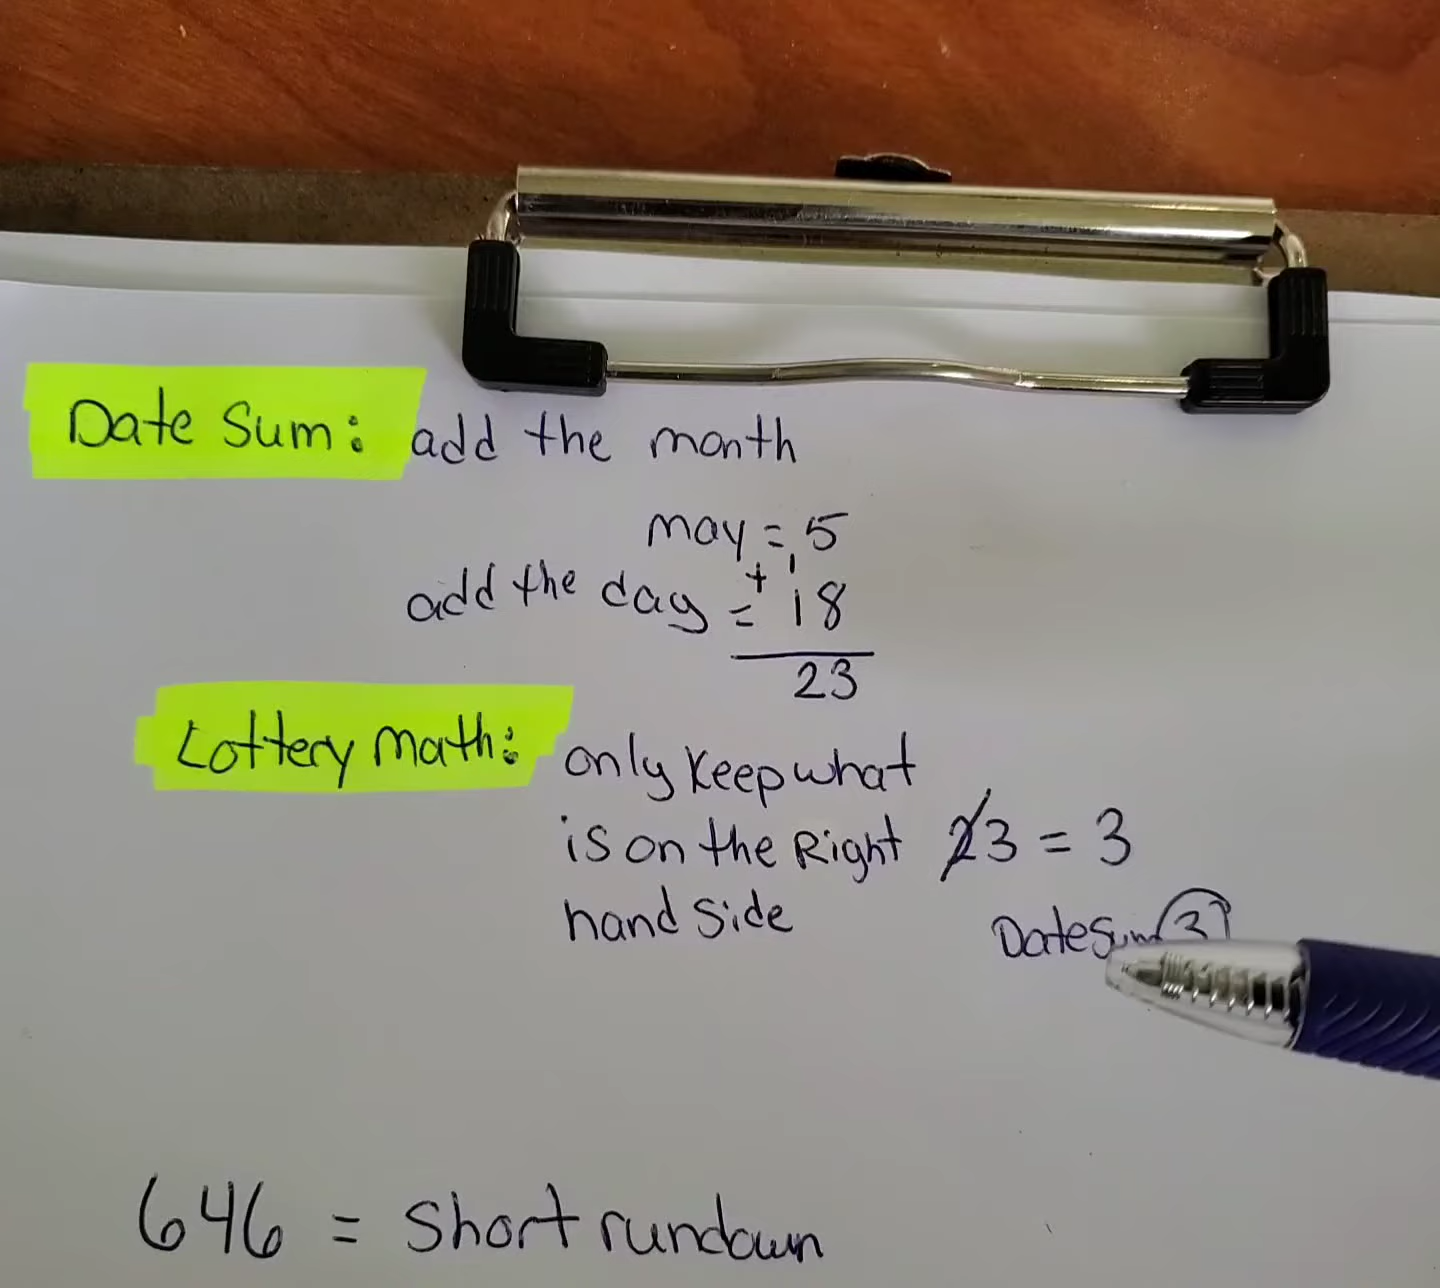 Date Sum: add the month
may = 5
add the day = + 18
23
Lottery Math: only keep what
is on the Right 23 = 3
hand side
Date Sum 3
646 = Short rundown